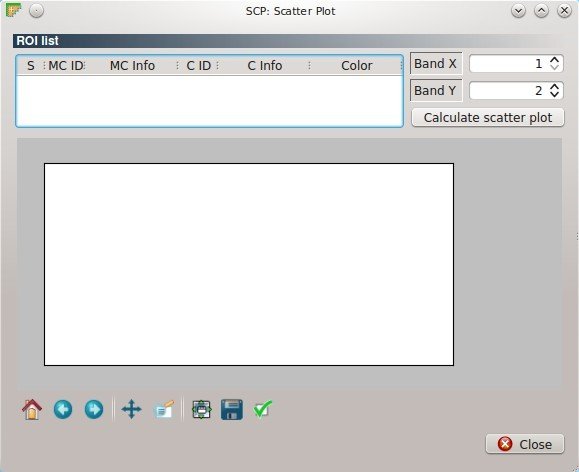 SCP: Scatter Plot
ROI list
S MC ID MC Info C ID C Info Color
Band X 1
Band Y 2
Calculate scatter plot
Close